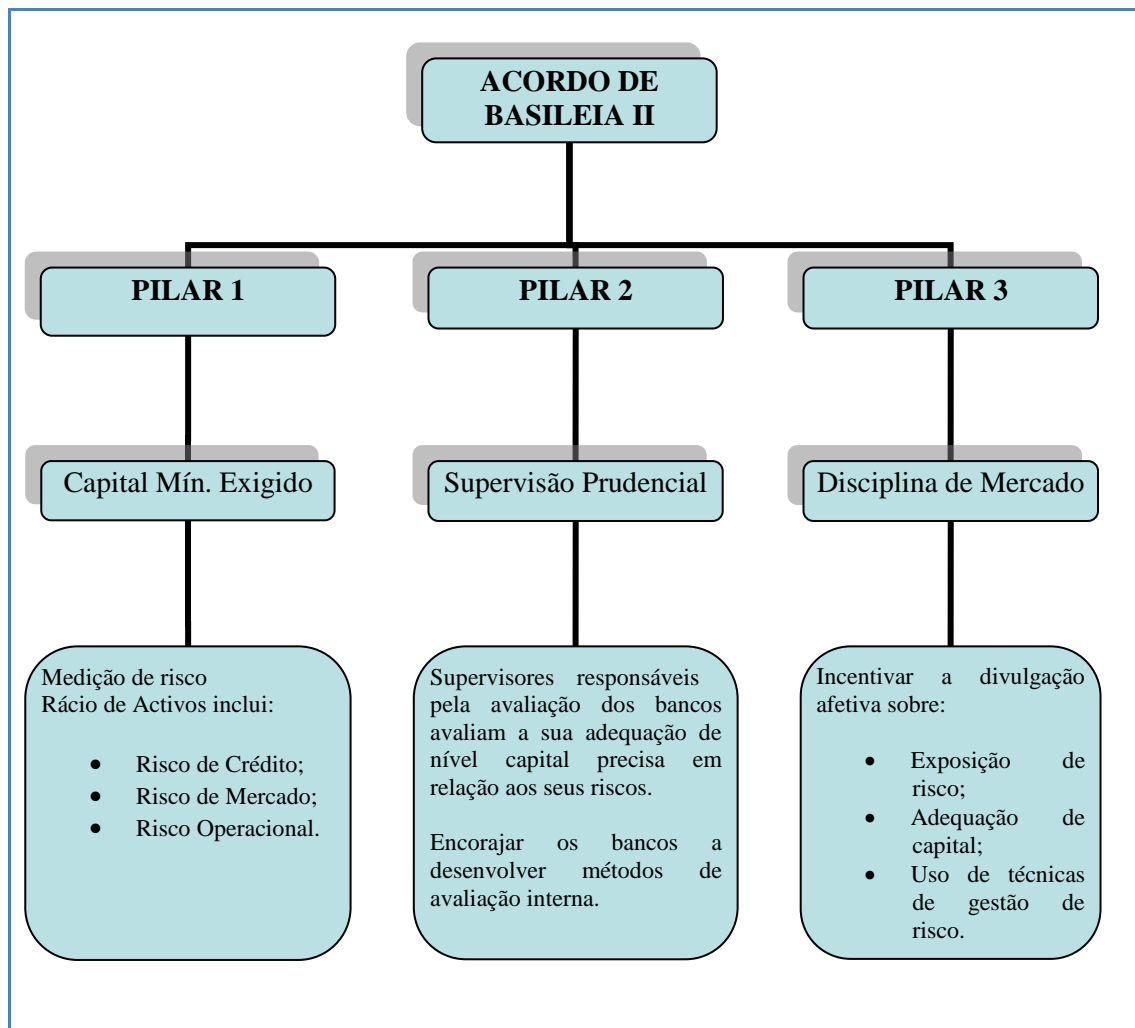 ACORDO DE
BASILEIA II
PILAR 1
PILAR 2
PILAR 3
Capital Mín. Exigido
Supervisão Prudencial
Disciplina de Mercado
Medição de risco
Rácio de Activos inclui:
• Risco de Crédito;
• Risco de Mercado;
• Risco Operacional.
Supervisores responsáveis
pela avaliação dos bancos
avaliam a sua adequação de
nível capital precisa em
relação aos seus riscos.
Encorajar os bancos a
desenvolver métodos de
avaliação interna.
Incentivar a divulgação
afetiva sobre:
• Exposição de
risco;
• Adequação de
capital;
• Uso de técnicas
de gestão de
risco.